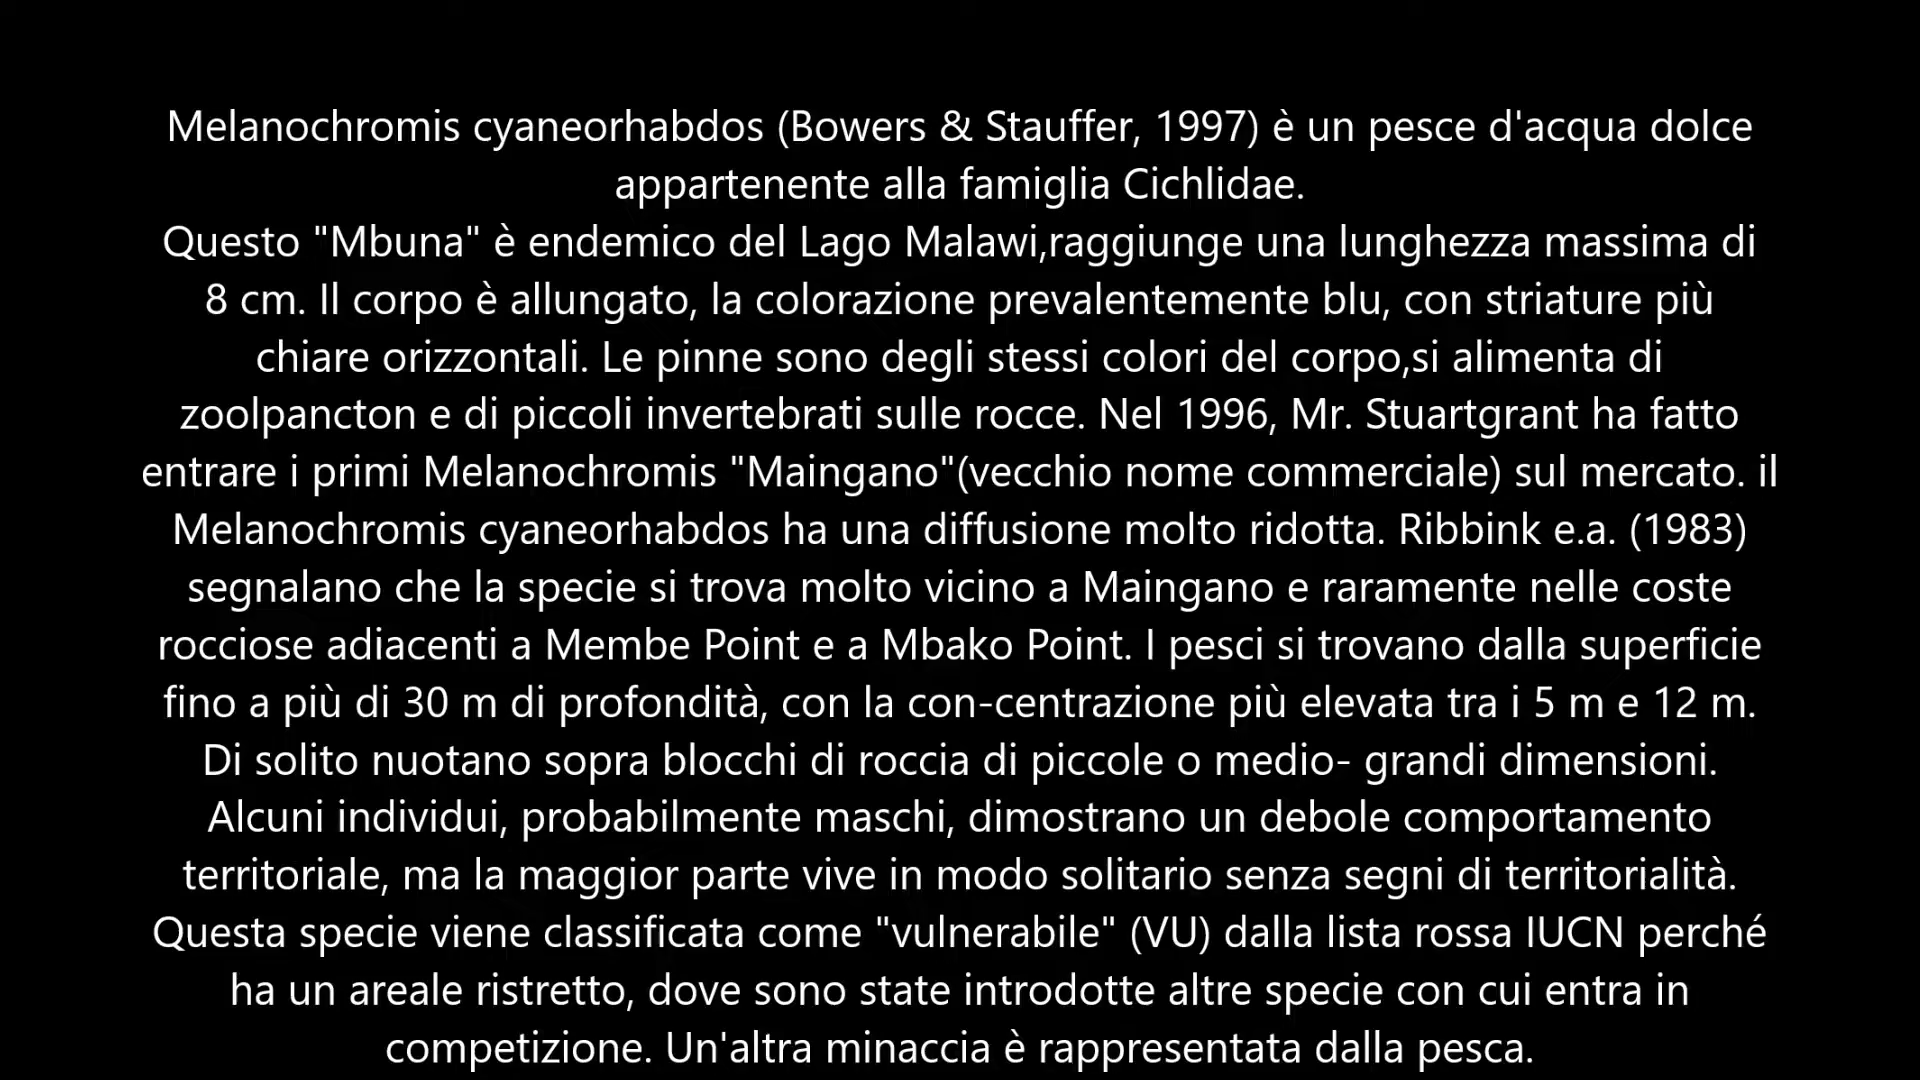 Melanochromis cyaneorhabdos (Bowers & Stauffer, 1997) è un pesce d'acqua dolce
appartenente alla famiglia Cichlidae.
Questo "Mbuna" è endemico del Lago Malawi,raggiunge una lunghezza massima di
8 cm. Il corpo è allungato, la colorazione prevalentemente blu, con striature più
chiare orizzontali. Le pinne sono degli stessi colori del corpo,si alimenta di
zoolpancton e di piccoli invertebrati sulle rocce. Nel 1996, Mr. Stuartgrant ha fatto
entrare i primi Melanochromis "Maingano"(vecchio nome commerciale) sul mercato. il
Melanochromis cyaneorhabdos ha una diffusione molto ridotta. Ribbink e.a. (1983)
segnalano che la specie si trova molto vicino a Maingano e raramente nelle coste
rocciose adiacenti a Membe Point e a Mbako Point. I pesci si trovano dalla superficie
fino a più di 30 m di profondità, con la con-centrazione più elevata tra i 5 m e 12 m.
Di solito nuotano sopra blocchi di roccia di piccole o medio- grandi dimensioni.
Alcuni individui, probabilmente maschi, dimostrano un debole comportamento
territoriale, ma la maggior parte vive in modo solitario senza segni di territorialità.
Questa specie viene classificata come "vulnerabile" (VU) dalla lista rossa IUCN perché
ha un areale ristretto, dove sono state introdotte altre specie con cui entra in
competizione. Un'altra minaccia è rappresentata dalla pesca.